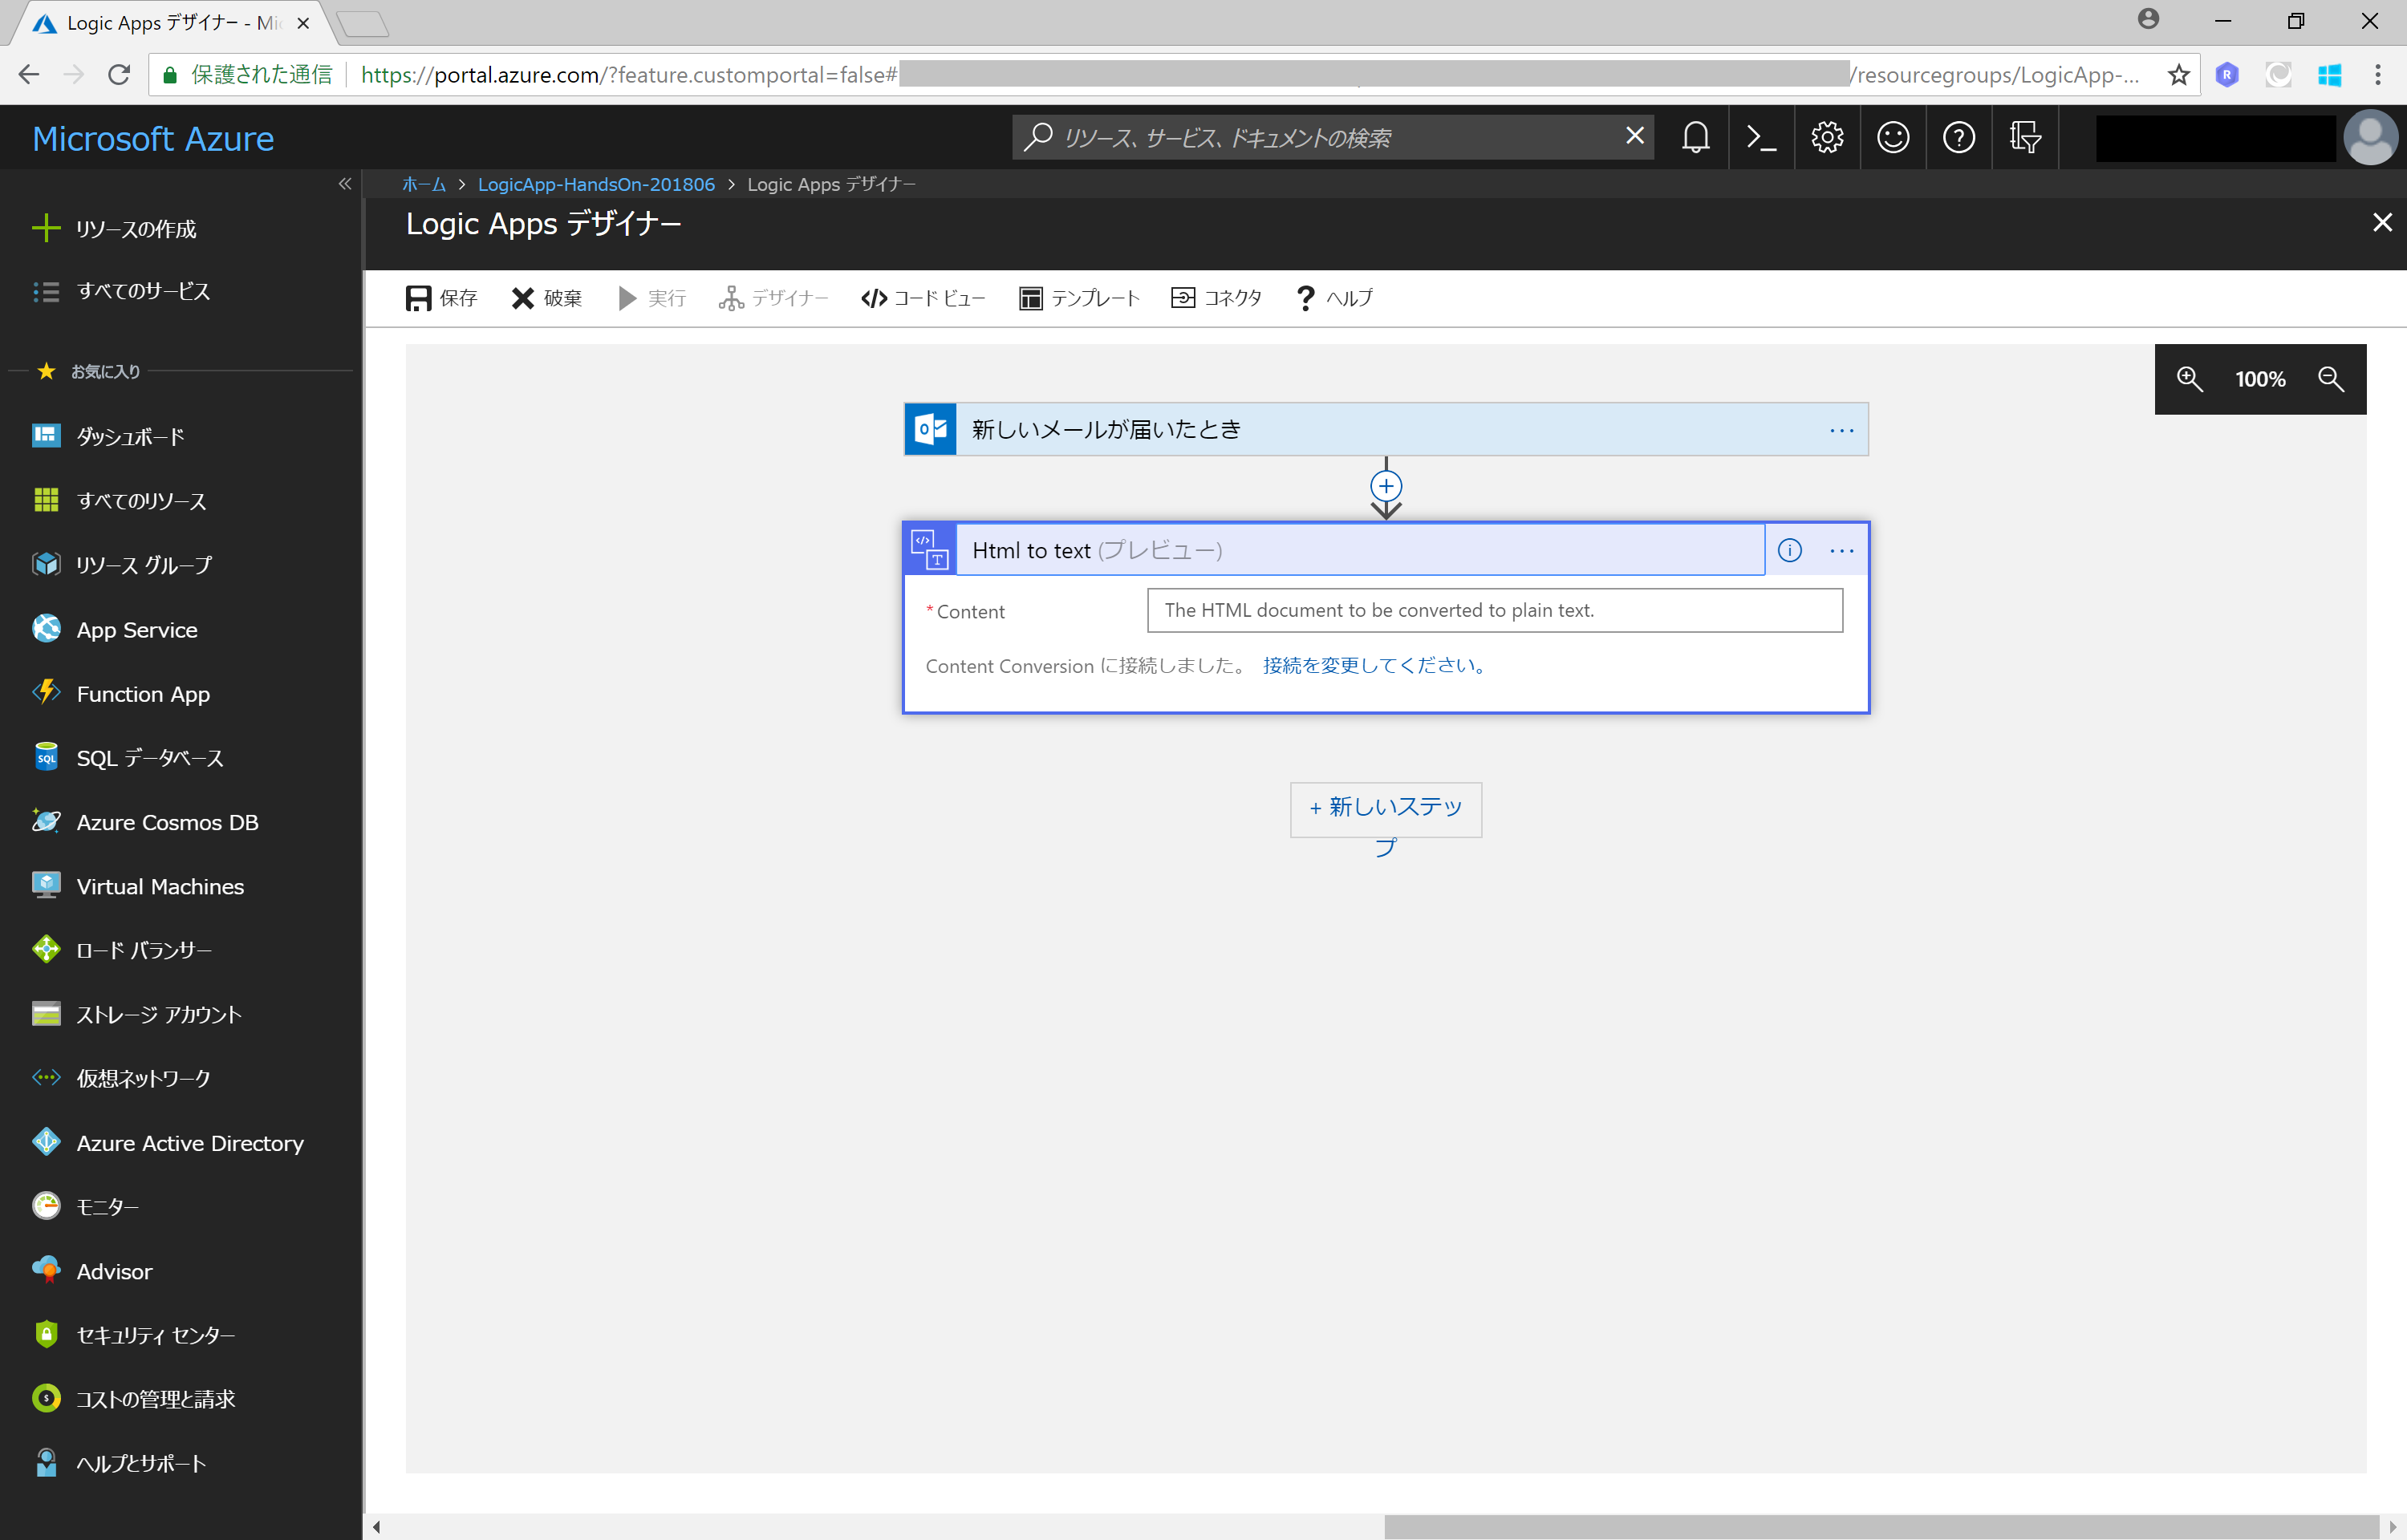 Logic Apps デザイナー - Mic
保護された通信
https://portal.azure.com/?feature.customportal=false#
/resourcegroups/LogicApp-...
Microsoft Azure
リソース、サービス、ドキュメントの検索
ホーム > LogicApp-HandsOn-201806 > Logic Apps デザイナー
Logic Apps デザイナー
保存 破棄 実行 デザイナー コード ビュー テンプレート コネクタ ヘルプ
リソースの作成
すべてのサービス
お気に入り
ダッシュボード
すべてのリソース
リソース グループ
App Service
Function App
SQL データベース
Azure Cosmos DB
Virtual Machines
ロード バランサー
ストレージ アカウント
仮想ネットワーク
Azure Active Directory
モニター
Advisor
セキュリティ センター
コストの管理と請求
ヘルプとサポート
100%
新しいメールが届いたとき
Html to text (プレビュー)
* Content
The HTML document to be converted to plain text.
Content Conversion に接続しました。 接続を変更してください。
+ 新しいステッ
プ